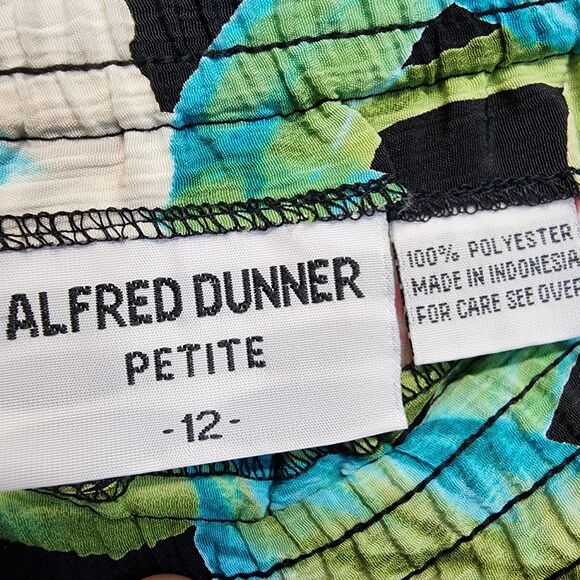 ALFRED DUNNER
PETITE
-12-
100% POLYESTER
MADE IN INDONESIA
FOR CARE SEE OVER